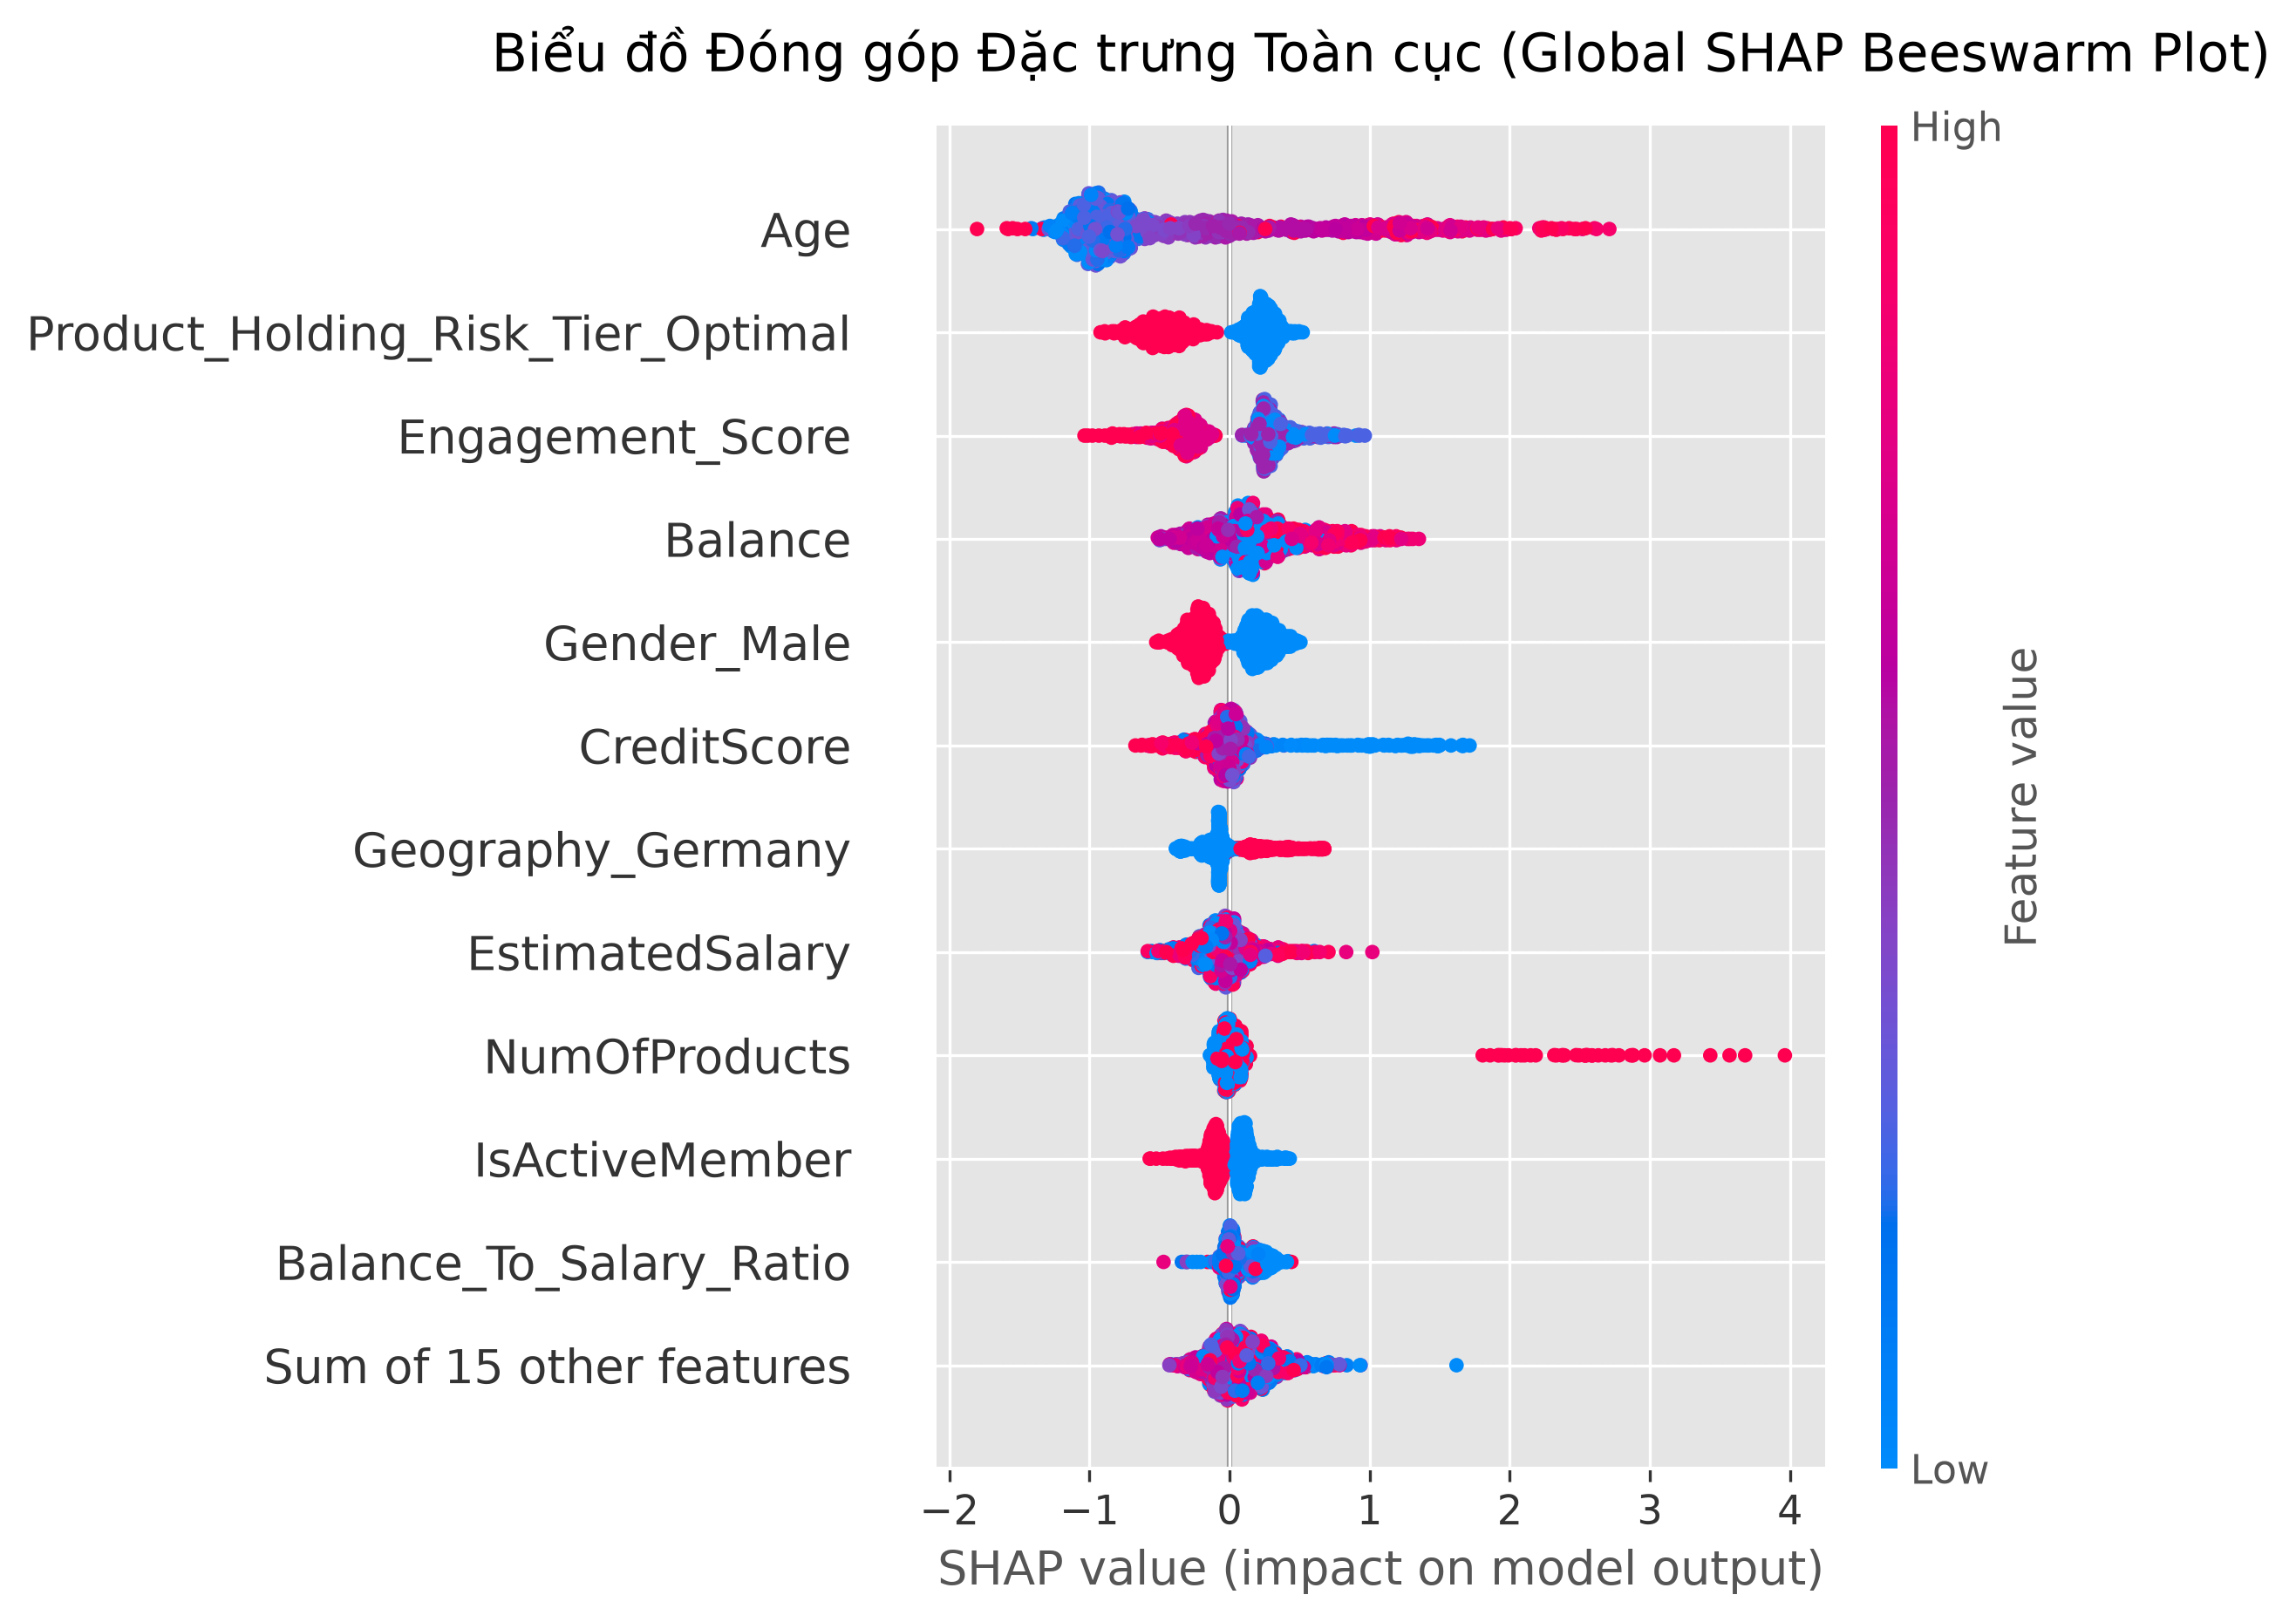 Biểu đồ Đóng góp Đặc trưng Toàn cục (Global SHAP Beeswarm Plot)
High
Age
Product_Holding_Risk_Tier_Optimal
Engagement_Score
Balance
Gender_Male
CreditScore
Geography_Germany
EstimatedSalary
NumOfProducts
IsActiveMember
Balance_To_Salary_Ratio
Sum of 15 other features
Feature value
Low
−2 −1 0 1 2 3 4
SHAP value (impact on model output)